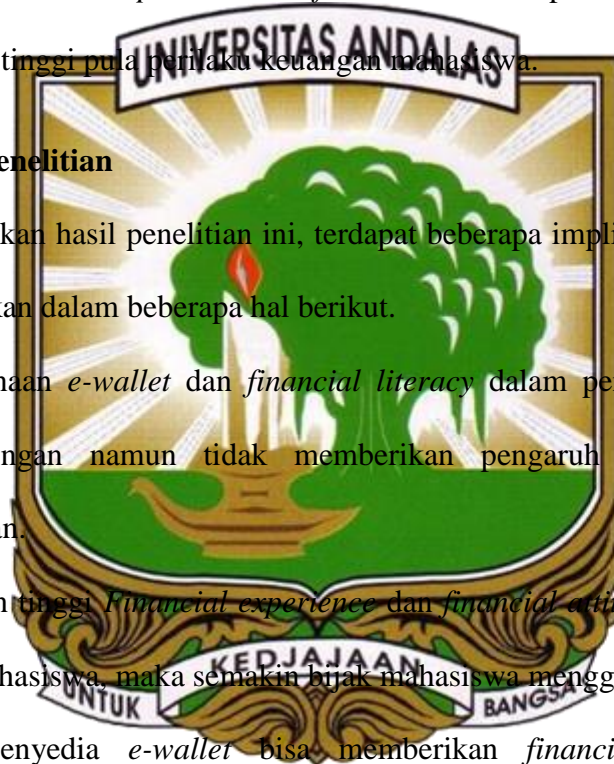 UNIVERSITAS ANDALAS
tinggi pula perilaku keuangan mahasiswa.
enelitian
kan hasil penelitian ini, terdapat beberapa impli
kan dalam beberapa hal berikut.
naan e-wallet dan financial literacy dalam pe
ngan namun tidak memberikan pengaruh
an.
n tinggi Financial experience dan financial atti
hasiswa, maka semakin bijak mahasiswa mengg
UNTUK KEDJAJAAN BANGSA
enyedia e-wallet bisa memberikan financi